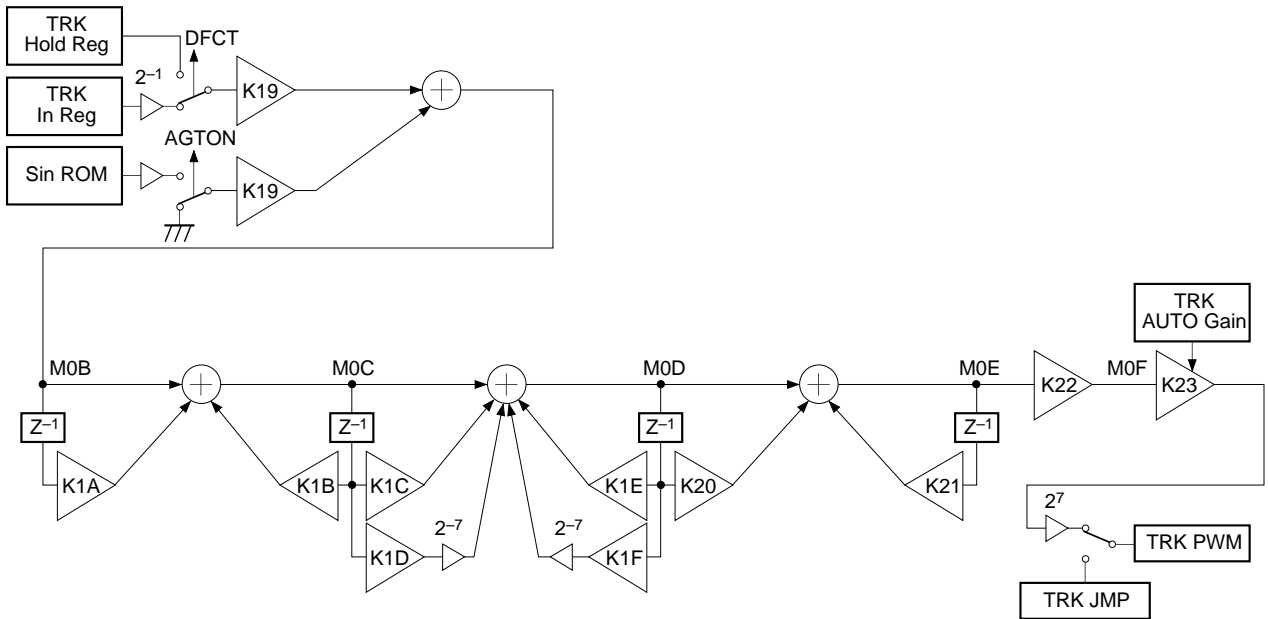 TRK
Hold Reg
DFCT
2–1
TRK
In Reg
K19
AGTON
Sin ROM
K19
TRK
AUTO Gain
M0B
M0C
M0D
M0E
M0F
K22
K23
Z–1
Z–1
Z–1
Z–1
K1A
K1B
K1C
K1E
K20
K21
27
2–7
2–7
K1D
K1F
TRK PWM
TRK JMP